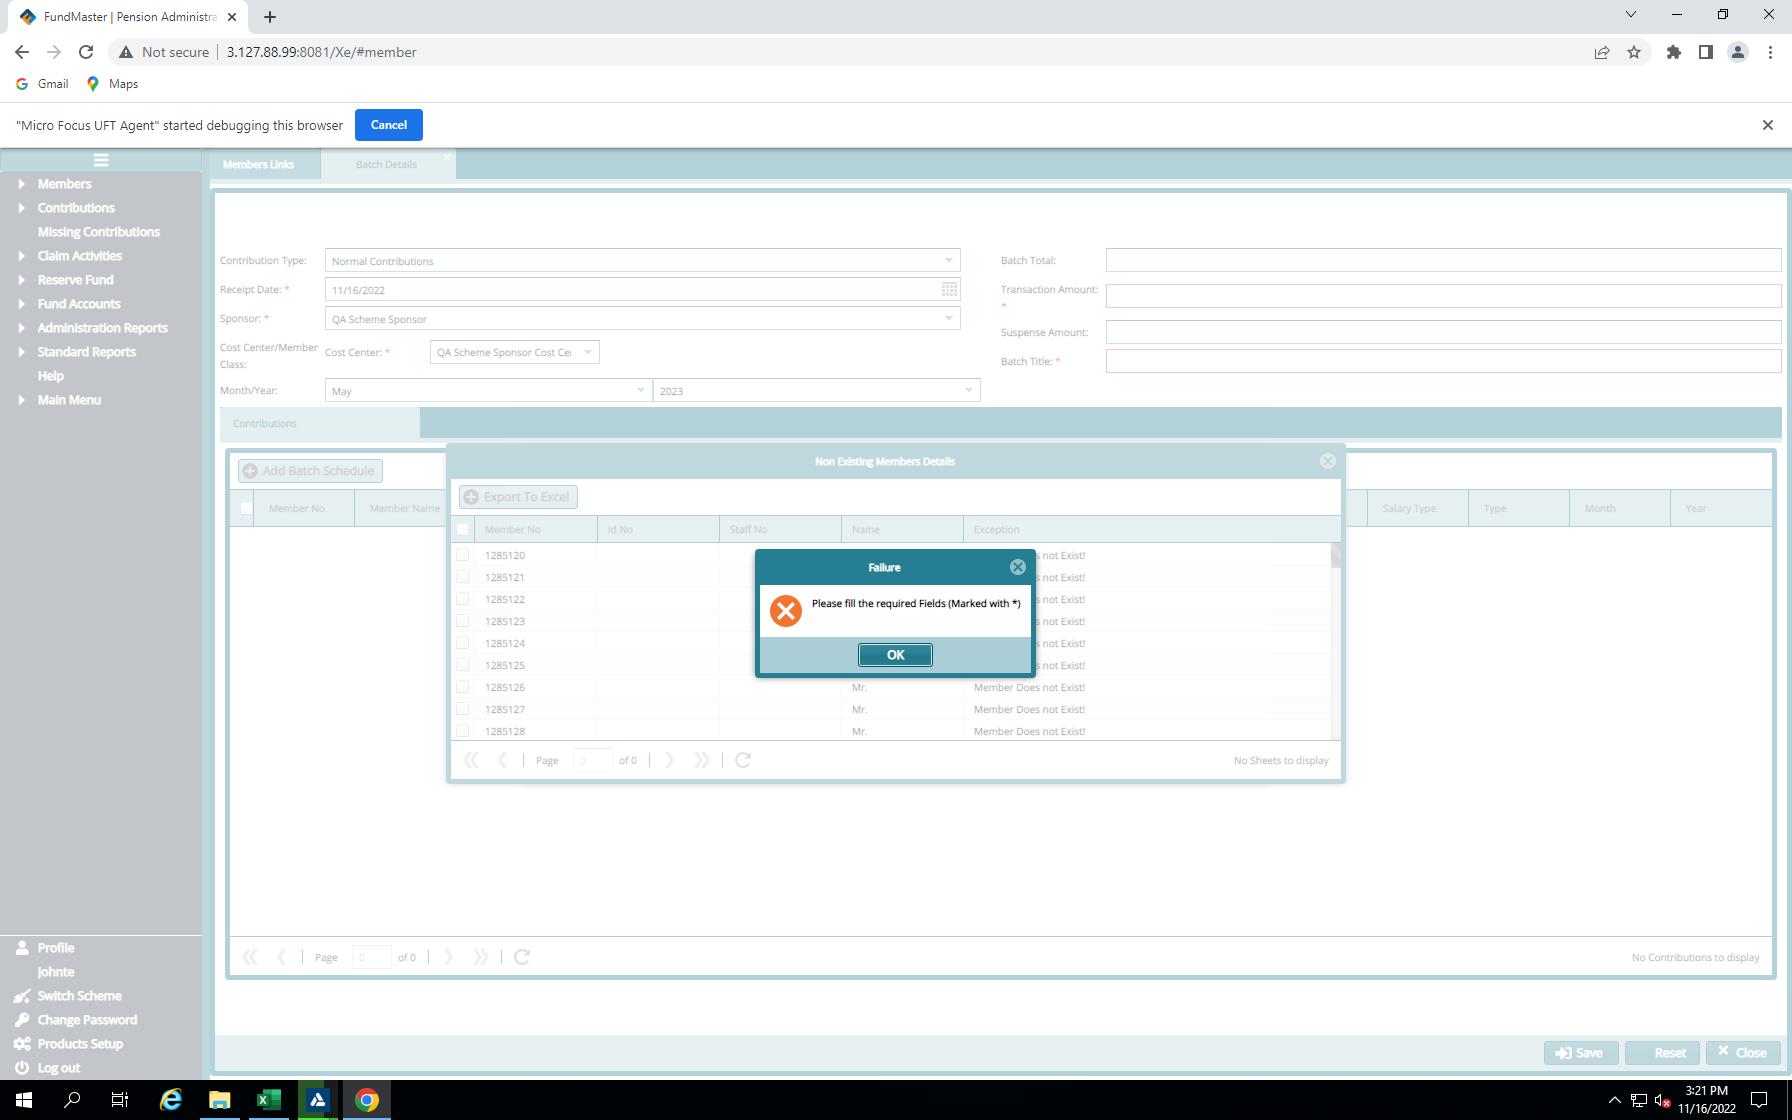 FundMaster | Pension Administra
Not secure
3.127.88.99:8081/Xe/#member
Gmail
Maps
"Micro Focus UFT Agent" started debugging this browser
Cancel
Members Links
Batch Details
Members
Contributions
Missing Contributions
Claim Activities
Reserve Fund
Fund Accounts
Administration Reports
Standard Reports
Help
Main Menu
Contribution Type:
Normal Contributions
Batch Total:
Receipt Date: *
11/16/2022
Transaction Amount: *
Sponsor: *
QA Scheme Sponsor
Suspense Amount:
Cost Center/Member Class:
Cost Center: *
QA Scheme Sponsor Cost Ce
Batch Title: *
Month/Year:
May
2023
Contributions
Add Batch Schedule
Member No
Member Name
Salary Type
Type
Month
Year
Non Existing Members Details
Export To Excel
Member No
Id No
Staff No
Name
Exception
1285120
s not Exist!
1285121
s not Exist!
1285122
s not Exist!
1285123
s not Exist!
1285124
s not Exist!
1285125
s not Exist!
1285126
Mr.
Member Does not Exist!
1285127
Mr.
Member Does not Exist!
1285128
Mr.
Member Does not Exist!
Failure
Please fill the required Fields (Marked with *)
OK
Page
0
of 0
No Sheets to display
Page
0
of 0
No Contributions to display
Profile
Johnte
Switch Scheme
Change Password
Products Setup
Log out
Save
Reset
Close
3:21 PM
11/16/2022